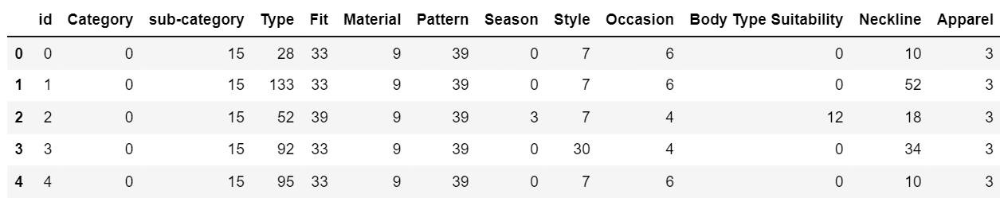 id Category sub-category Type Fit Material Pattern Season Style Occasion Body Type Suitability Neckline Apparel
0 0 0 15 28 33 9 39 0 7 6 0 10 3
1 1 0 15 133 33 9 39 0 7 6 0 52 3
2 2 0 15 52 39 9 39 3 7 4 12 18 3
3 3 0 15 92 33 9 39 0 30 4 0 34 3
4 4 0 15 95 33 9 39 0 7 6 0 10 3